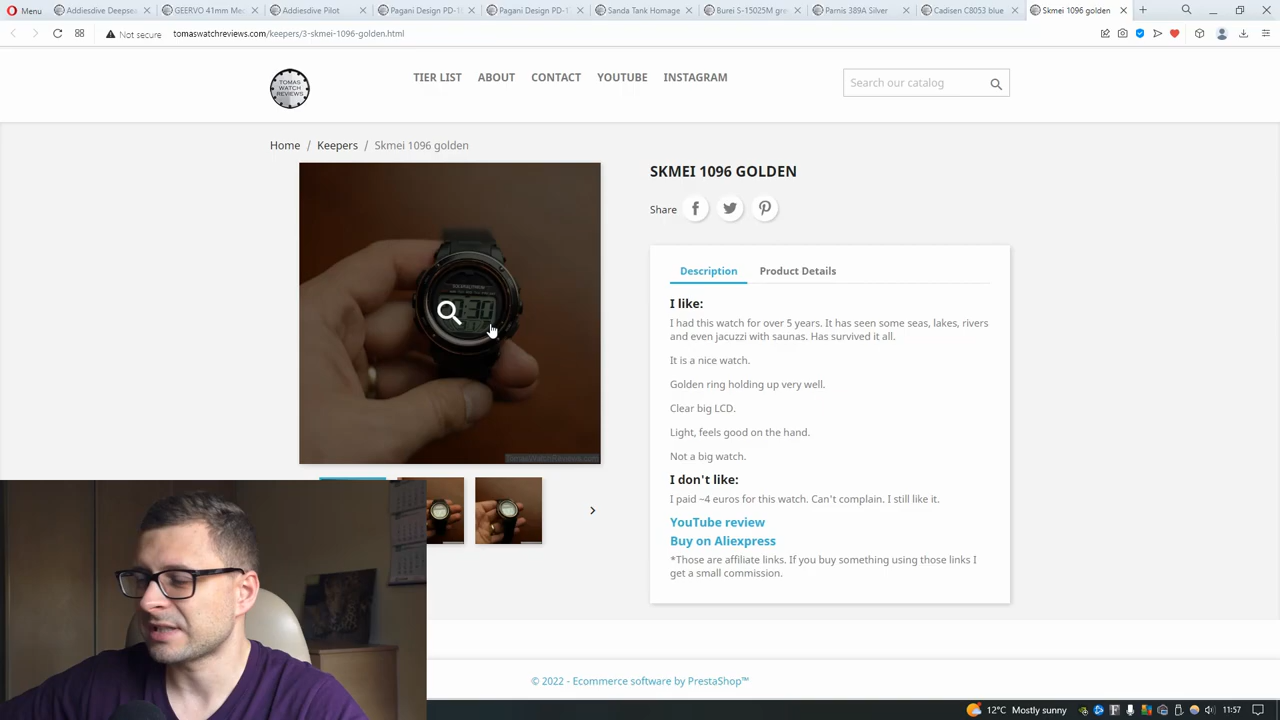 Menu
Addiesdive Deepsea
GEERVO 41mm Me
Addiesdive Pilot
Pagani Design PD-1
Pagani Design PD-1
Sanda Tank Homage
Burei S-15025M gre
Parnis 389A Silver
Cadisen C8053 blue
Skmei 1096 golden
Not secure
tomaswatchreviews.com/keepers/3-skmei-1096-golden.html
TOMAS
WATCH
REVIEWS
TIER LIST
ABOUT
CONTACT
YOUTUBE
INSTAGRAM
Search our catalog
Home / Keepers / Skmei 1096 golden
TomasWatchReviews.com
SKMEI 1096 GOLDEN
Share
Description
Product Details
I like:
I had this watch for over 5 years. It has seen some seas, lakes, rivers
and even jacuzzi with saunas. Has survived it all.
It is a nice watch.
Golden ring holding up very well.
Clear big LCD.
Light, feels good on the hand.
Not a big watch.
I don't like:
I paid ~4 euros for this watch. Can't complain. I still like it.
YouTube review
Buy on Aliexpress
*Those are affiliate links. If you buy something using those links I
get a small commission.
© 2022 - Ecommerce software by PrestaShop™
12°C Mostly sunny
11:57